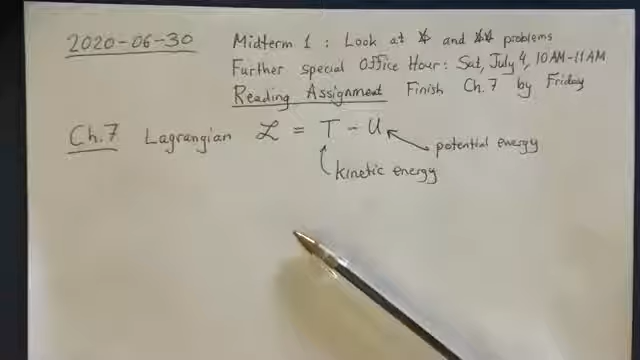 2020-06-30 Midterm 1 : Look at ☆ and ☆☆ problems
Further special Office Hour: Sat, July 4, 10AM-11AM
Reading Assignment Finish Ch.7 by Friday
Ch.7 Lagrangian ℒ = T - U
potential energy
kinetic energy